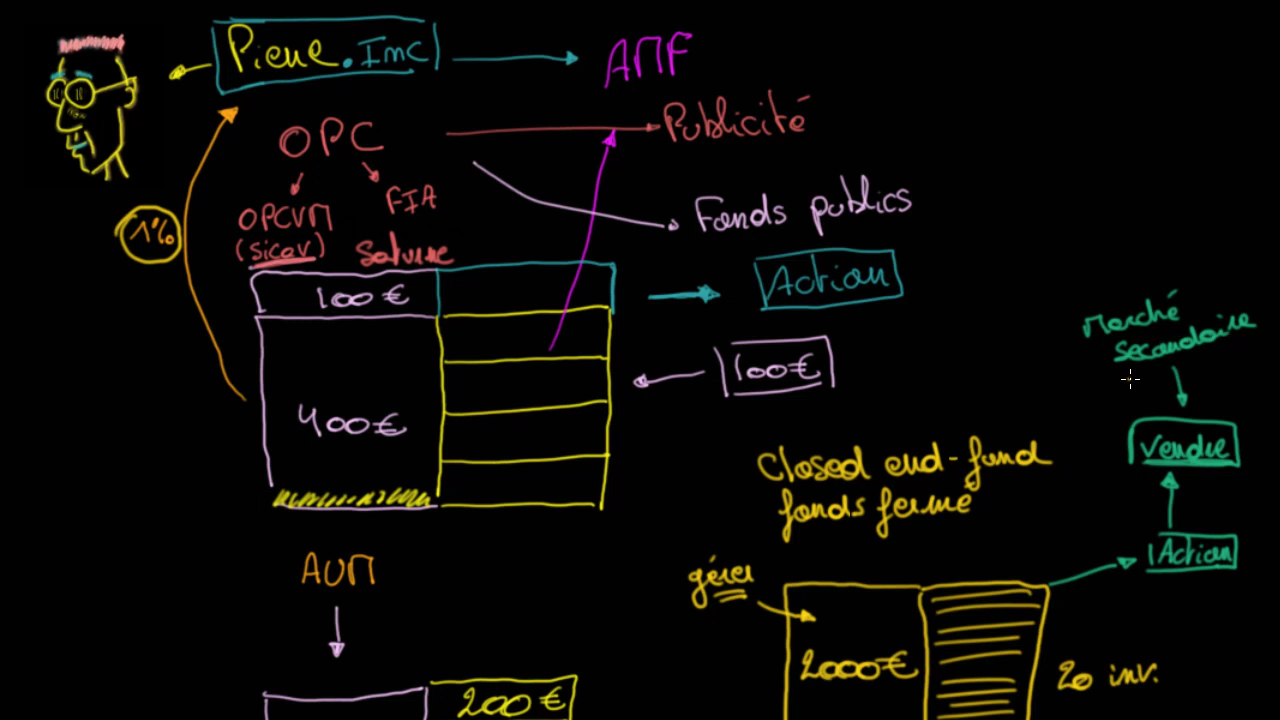 Pierre.Inc
AMF
OPC
Publicité
OPCVM
(sicav)
FIA
Fonds publics
1%
100€
Action
100€
400€
Marché
secondaire
Vendre
Closed end-fund
fonds fermé
Action
AUM
gérer
2000€
20 inv.
200€